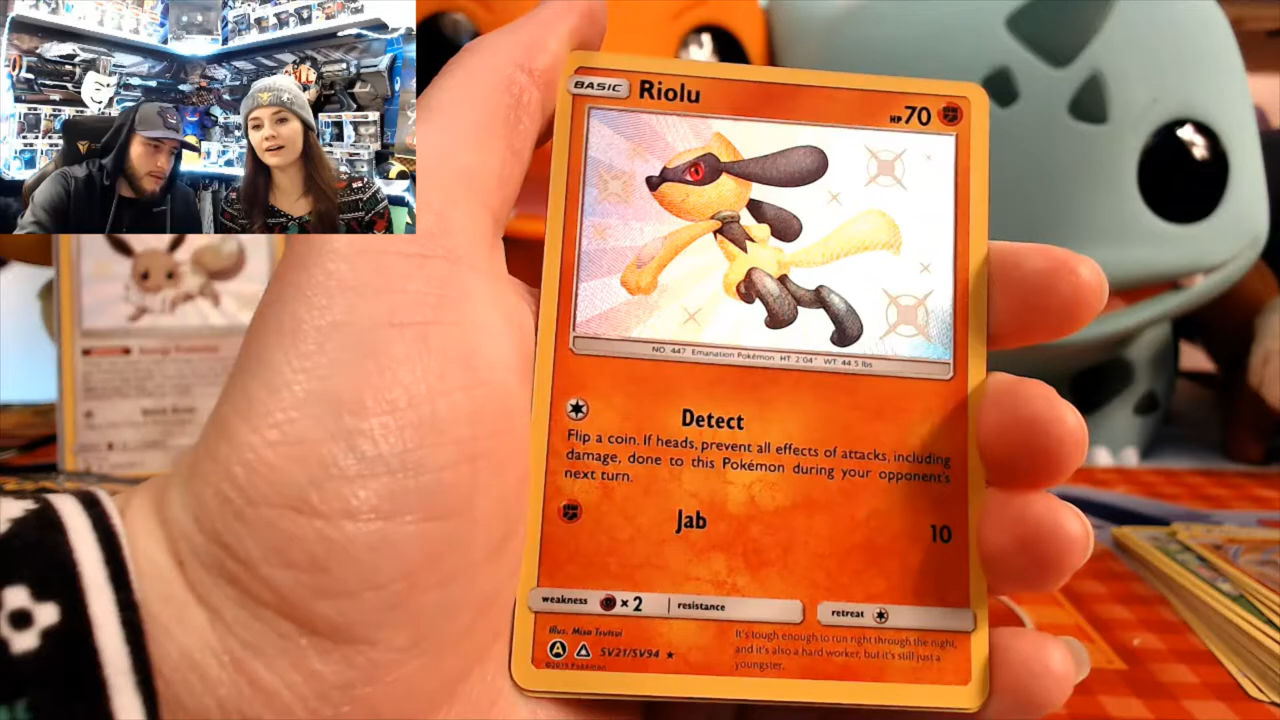 BASIC Riolu HP 70
NO. 447 Emanation Pokémon HT: 2'04" WT: 44.5 lbs
Detect
Flip a coin. If heads, prevent all effects of attacks, including
damage, done to this Pokémon during your opponent's
next turn.
Jab 10
weakness × 2 resistance retreat
Illus. Misa Tsutsui
A SV21/SV94 ★
©2019 Pokémon
It's tough enough to run right through the night,
and it's also a hard worker, but it's still just a
youngster.